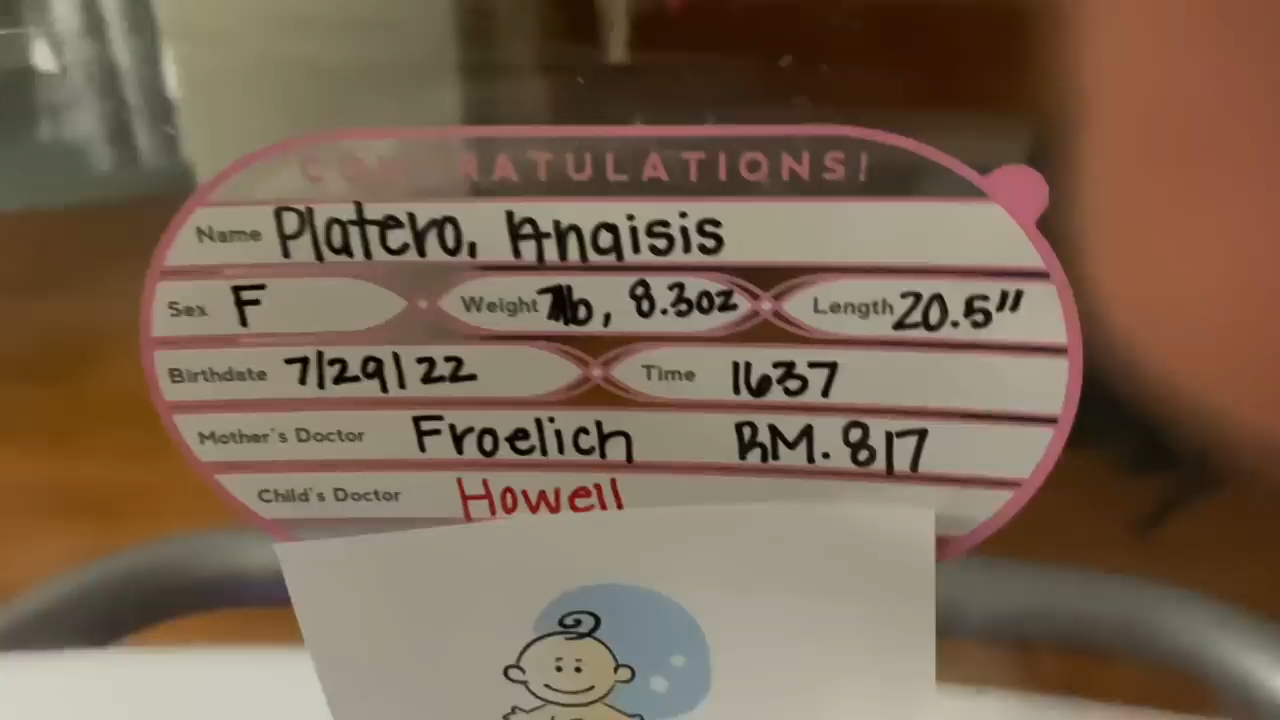 CONGRATULATIONS!
Name Platero, Anaisis
Sex F Weight 7lb, 8.3oz Length 20.5"
Birthdate 7/29/22 Time 1637
Mother's Doctor Froelich RM. 817
Child's Doctor Howell